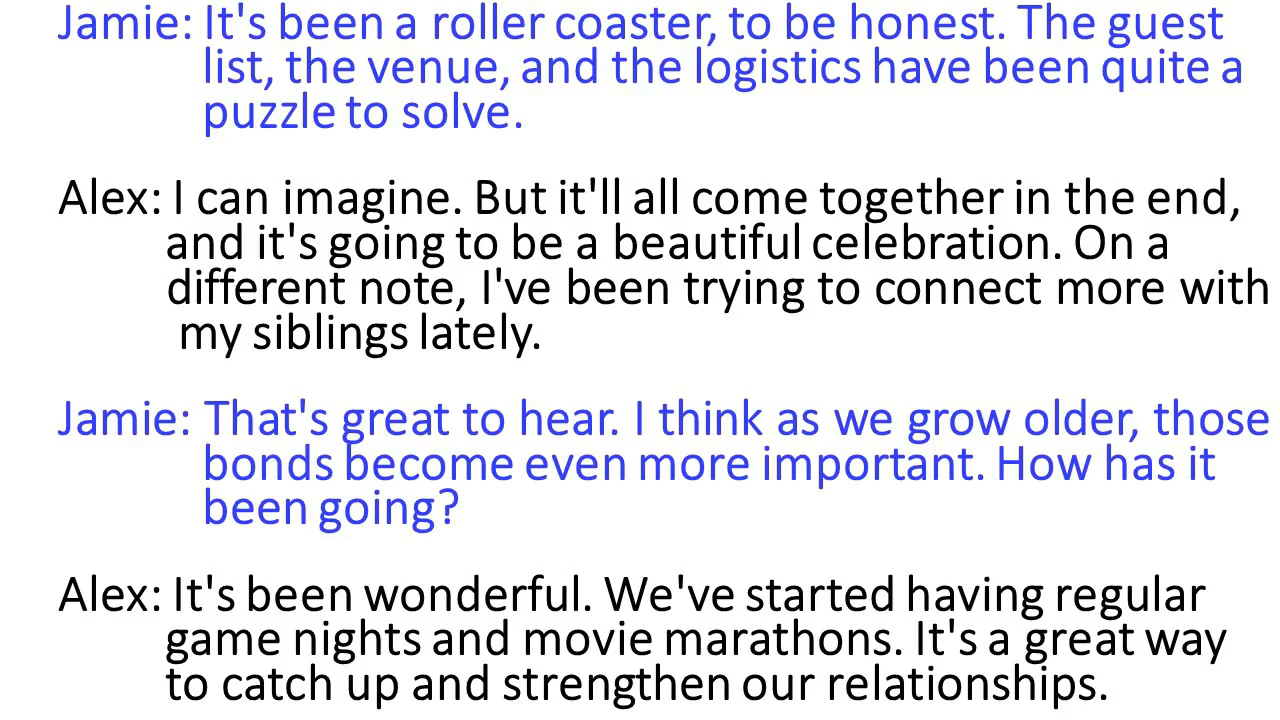 Jamie: It's been a roller coaster, to be honest. The guest
list, the venue, and the logistics have been quite a
puzzle to solve.
Alex: I can imagine. But it'll all come together in the end,
and it's going to be a beautiful celebration. On a
different note, I've been trying to connect more with
my siblings lately.
Jamie: That's great to hear. I think as we grow older, those
bonds become even more important. How has it
been going?
Alex: It's been wonderful. We've started having regular
game nights and movie marathons. It's a great way
to catch up and strengthen our relationships.